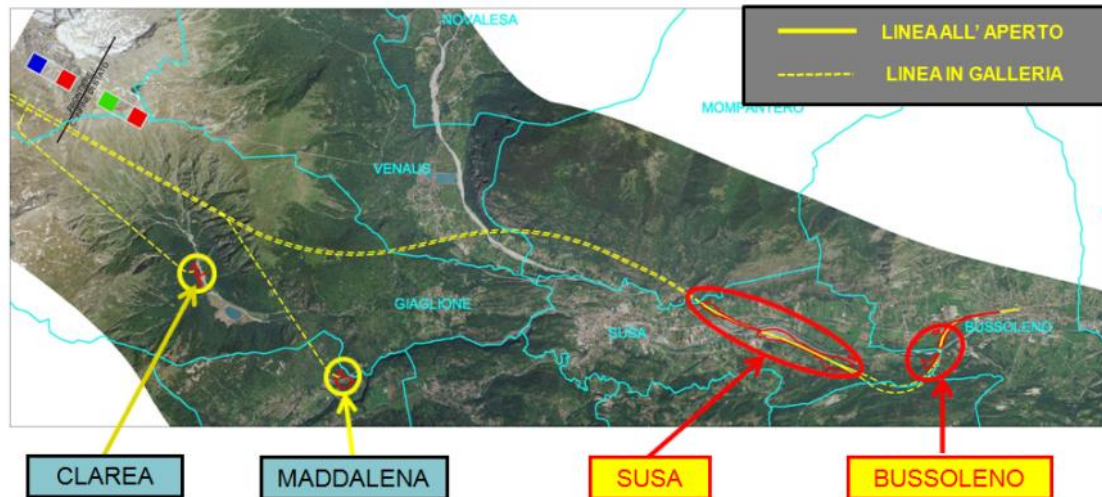 NOVALESA
LINEA ALL' APERTO
LINEA IN GALLERIA
MOMPANTERO
VENAUS
GIAGLIONE
SUSA
BUSSOLENO
CLAREA
MADDALENA
SUSA
BUSSOLENO